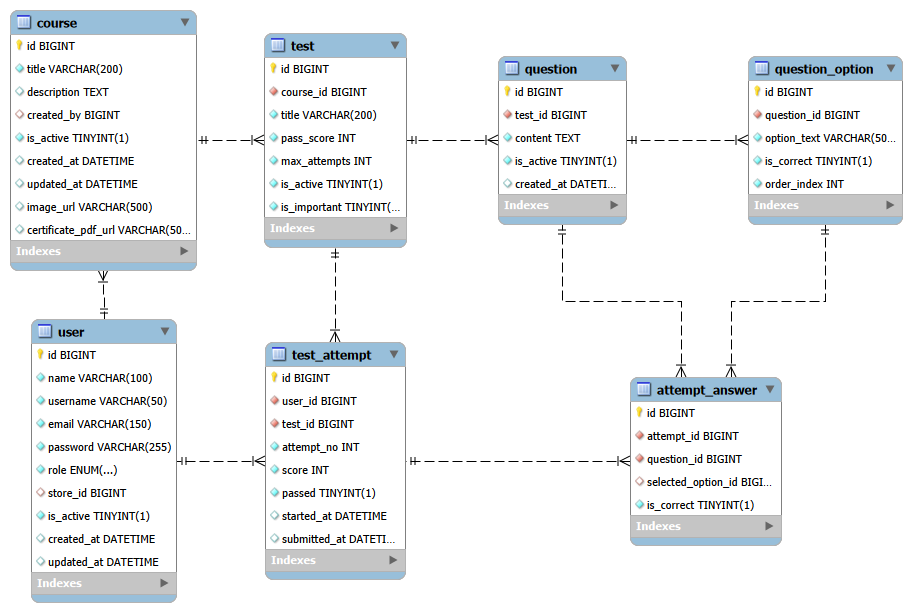 course
id BIGINT
title VARCHAR(200)
description TEXT
created_by BIGINT
is_active TINYINT(1)
created_at DATETIME
updated_at DATETIME
image_url VARCHAR(500)
certificate_pdf_url VARCHAR(50...
Indexes
test
id BIGINT
course_id BIGINT
title VARCHAR(200)
pass_score INT
max_attempts INT
is_active TINYINT(1)
is_important TINYINT(...
Indexes
question
id BIGINT
test_id BIGINT
content TEXT
is_active TINYINT(1)
created_at DATETI...
Indexes
question_option
id BIGINT
question_id BIGINT
option_text VARCHAR(50...
is_correct TINYINT(1)
order_index INT
Indexes
user
id BIGINT
name VARCHAR(100)
username VARCHAR(50)
email VARCHAR(150)
password VARCHAR(255)
role ENUM(...)
store_id BIGINT
is_active TINYINT(1)
created_at DATETIME
updated_at DATETIME
Indexes
test_attempt
id BIGINT
user_id BIGINT
test_id BIGINT
attempt_no INT
score INT
passed TINYINT(1)
started_at DATETIME
submitted_at DATETI...
Indexes
attempt_answer
id BIGINT
attempt_id BIGINT
question_id BIGINT
selected_option_id BIGI...
is_correct TINYINT(1)
Indexes